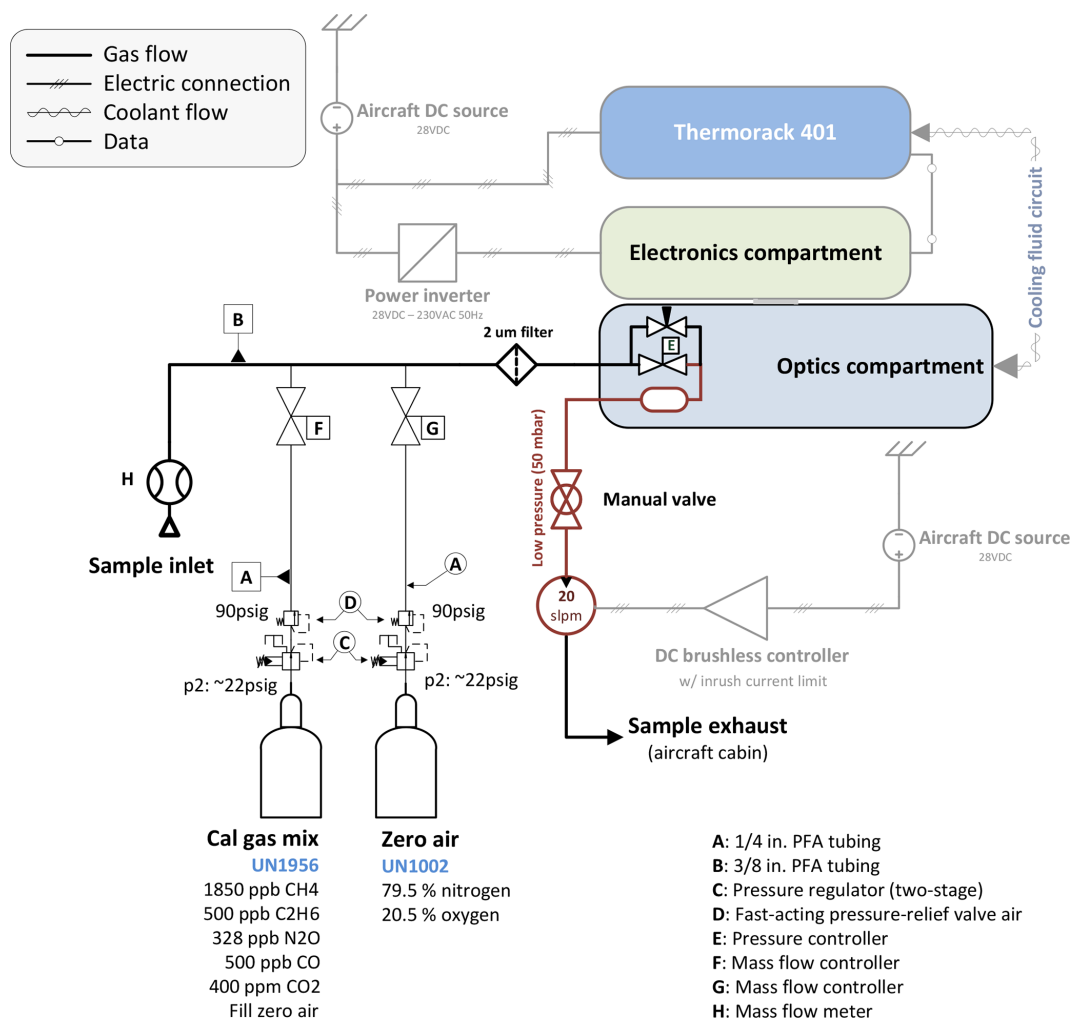 Gas flow
Electric connection
Coolant flow
Data
Aircraft DC source
28VDC
Thermorack 401
Cooling fluid circuit
Electronics compartment
Power inverter
28VDC – 230VAC 50Hz
B
2 um filter
E
Optics compartment
F
G
H
Low pressure (50 mbar)
Manual valve
Sample inlet
Aircraft DC source
28VDC
A
A
90psig
D
90psig
20
slpm
C
DC brushless controller
w/ inrush current limit
p2: ~22psig
p2: ~22psig
Sample exhaust
(aircraft cabin)
Cal gas mix
UN1956
1850 ppb CH4
500 ppb C2H6
328 ppb N2O
500 ppb CO
400 ppm CO2
Fill zero air
Zero air
UN1002
79.5 % nitrogen
20.5 % oxygen
A: 1/4 in. PFA tubing
B: 3/8 in. PFA tubing
C: Pressure regulator (two-stage)
D: Fast-acting pressure-relief valve air
E: Pressure controller
F: Mass flow controller
G: Mass flow controller
H: Mass flow meter